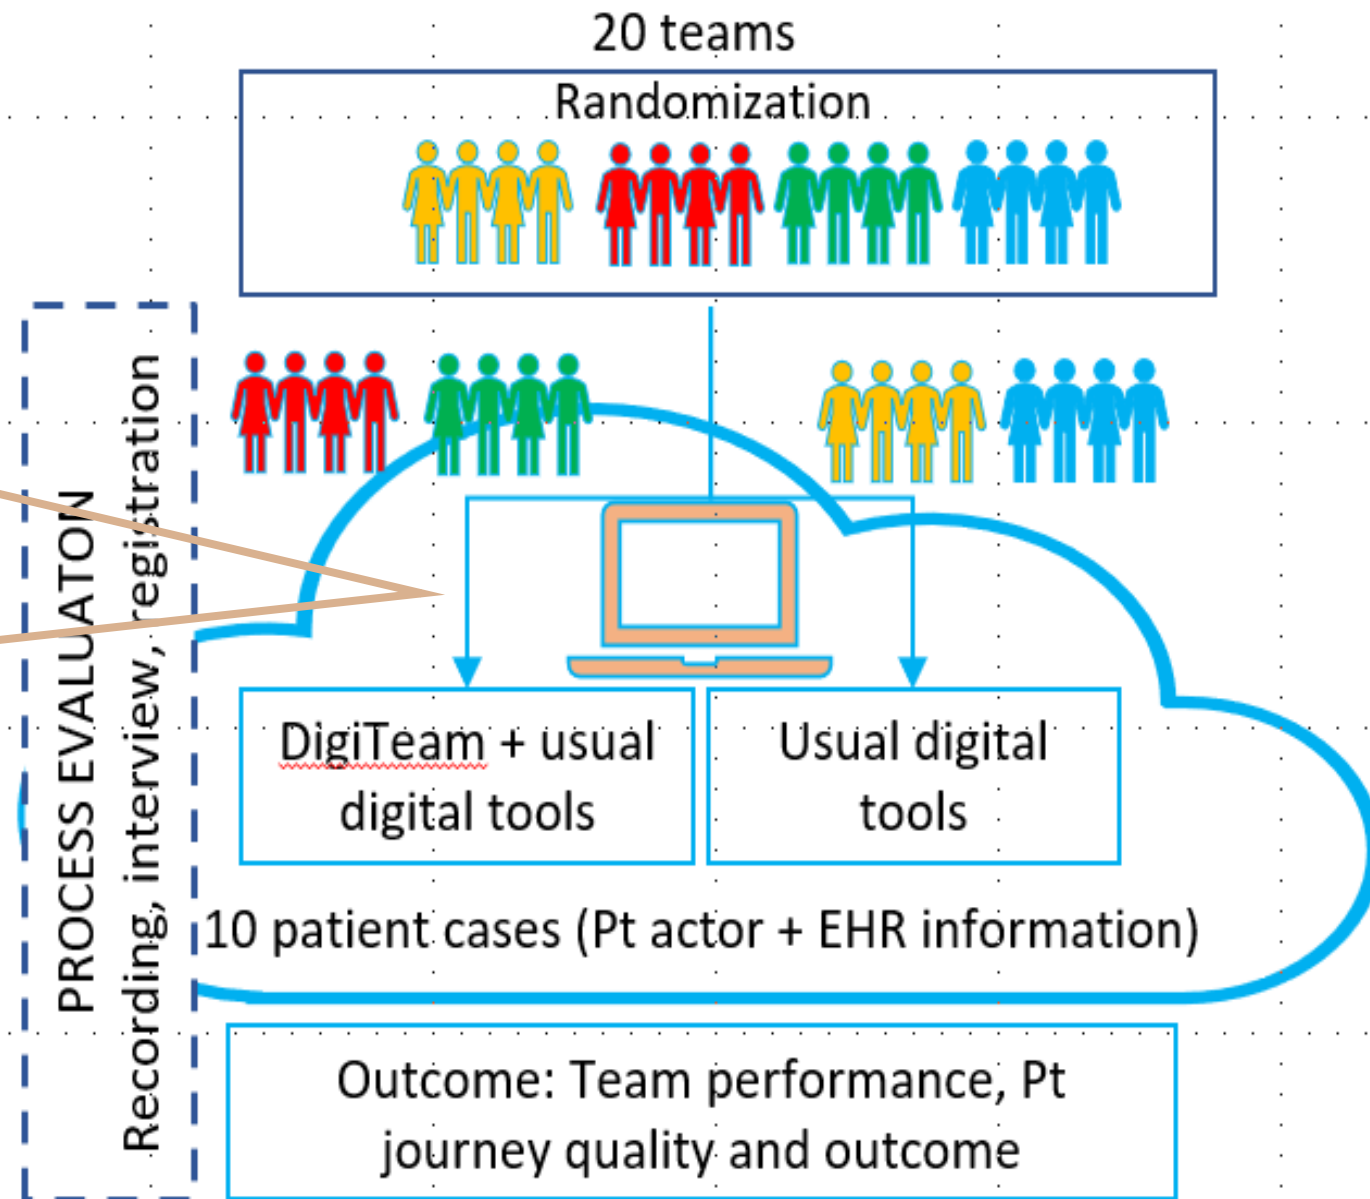 20 teams
Randomization
PROCESS EVALUATON
Recording, interview, registration
DigiTeam + usual
digital tools
Usual digital
tools
10 patient cases (Pt actor + EHR information)
Outcome: Team performance, Pt
journey quality and outcome